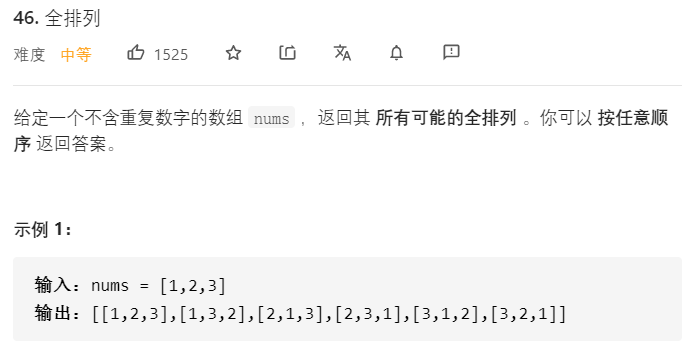 46. 全排列
难度 中等 1525
给定一个不含重复数字的数组 nums ，返回其 所有可能的全排列 。你可以 按任意顺
序 返回答案。
示例 1：
输入：nums = [1,2,3]
输出：[[1,2,3],[1,3,2],[2,1,3],[2,3,1],[3,1,2],[3,2,1]]